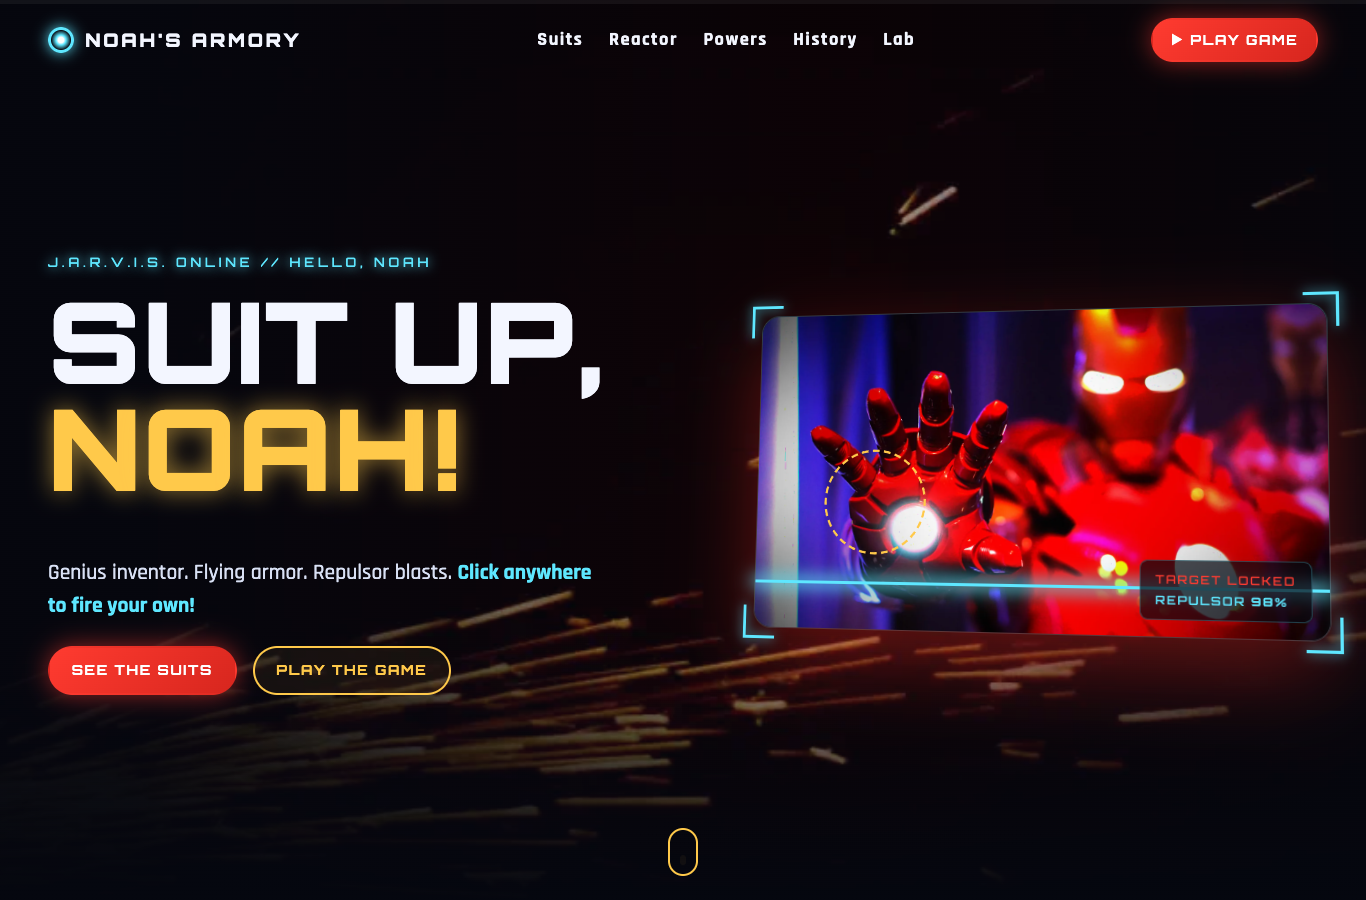 NOAH'S ARMORY
Suits Reactor Powers History Lab
PLAY GAME
J.A.R.V.I.S. ONLINE // HELLO, NOAH
SUIT UP,
NOAH!
Genius inventor. Flying armor. Repulsor blasts. Click anywhere
to fire your own!
SEE THE SUITS
PLAY THE GAME
TARGET LOCKED
REPULSOR 98%